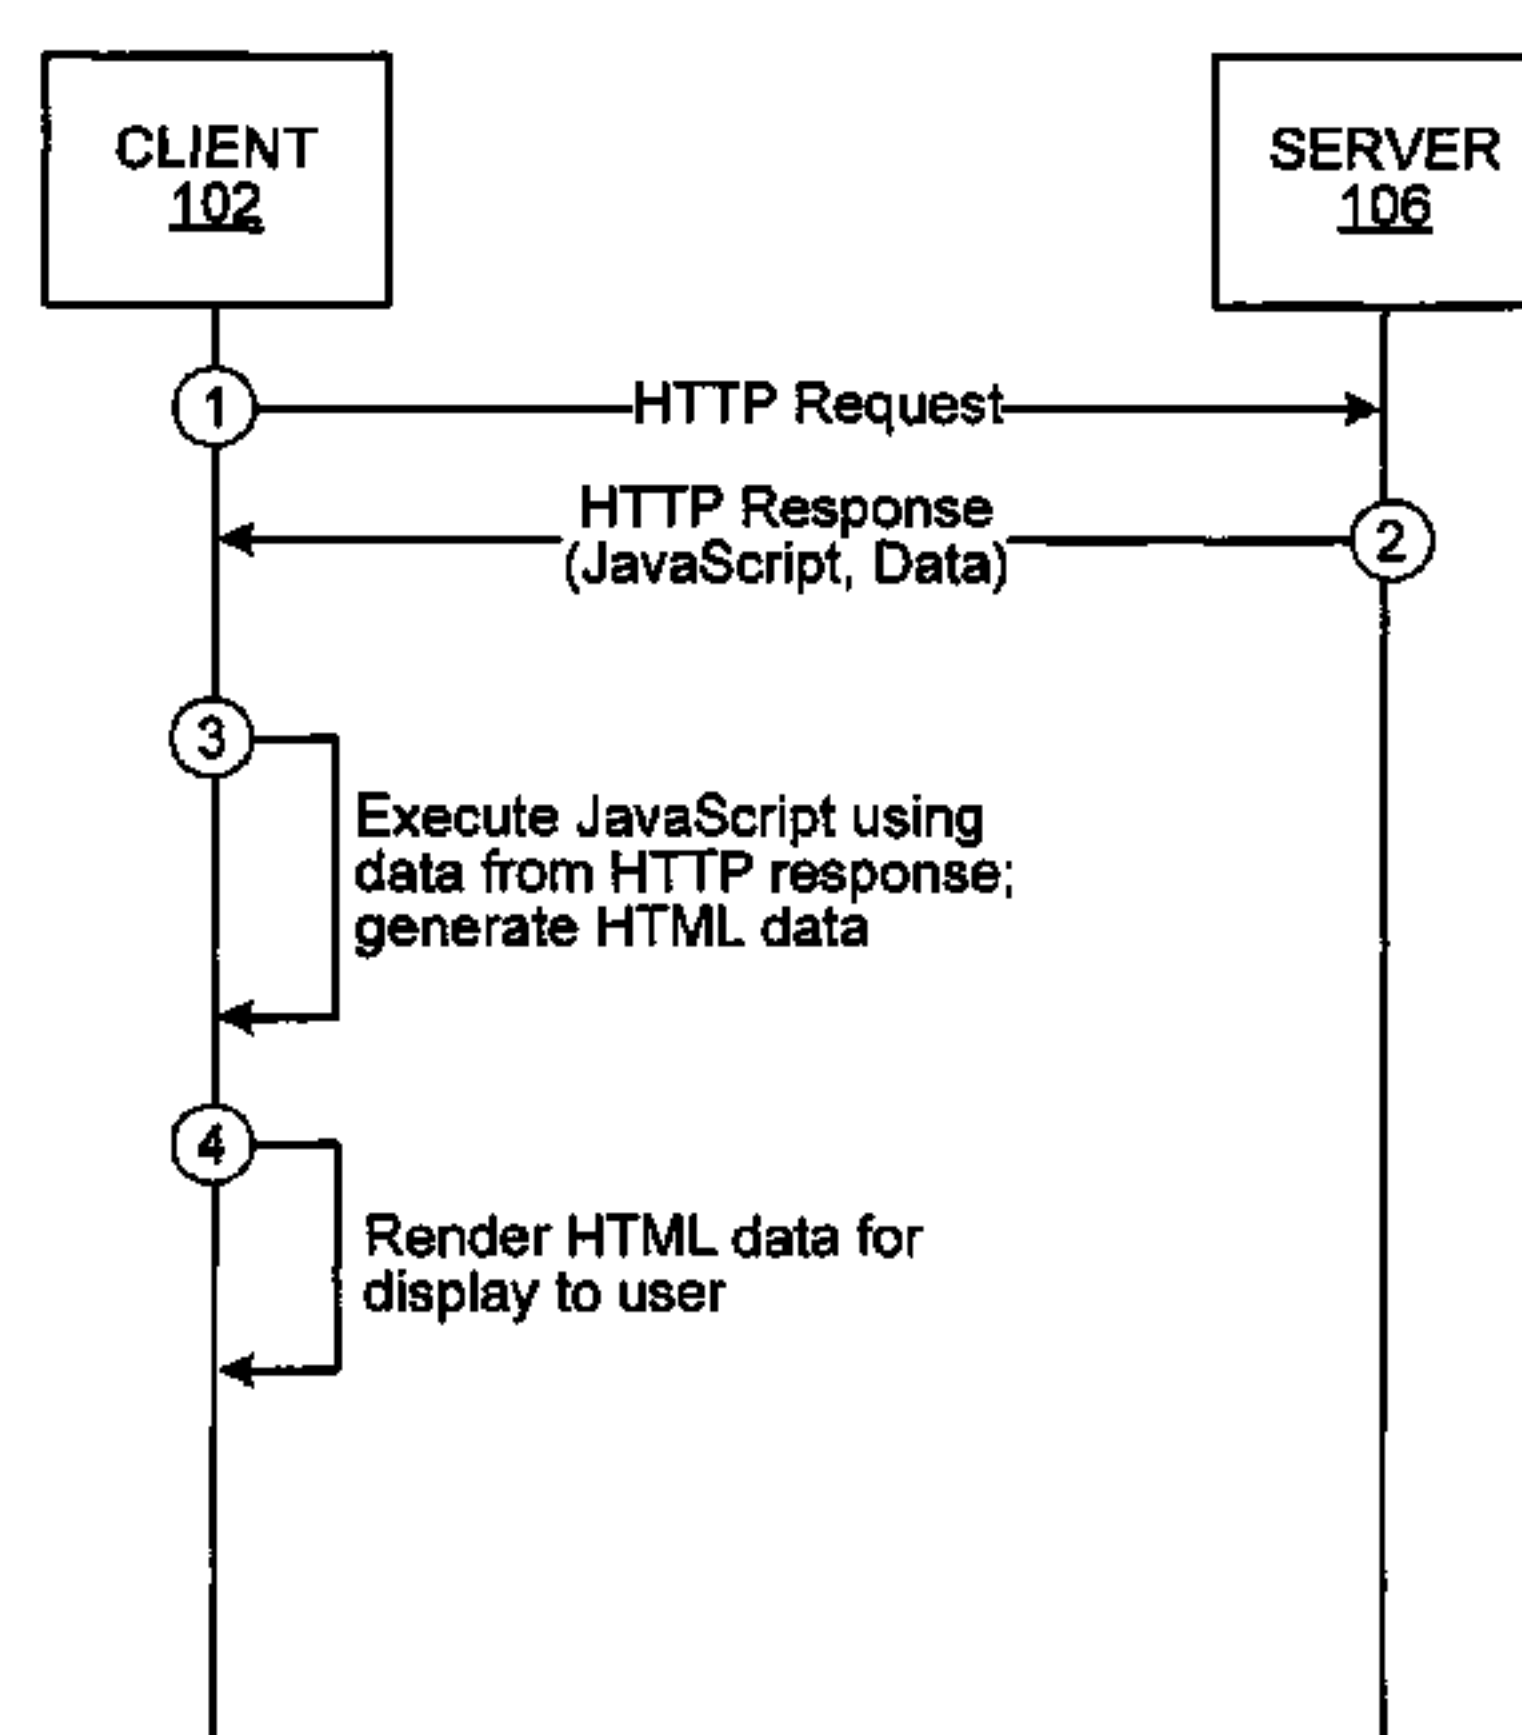 CLIENT
102
SERVER
106
1
HTTP Request
HTTP Response
(JavaScript, Data)
2
3
Execute JavaScript using
data from HTTP response;
generate HTML data
4
Render HTML data for
display to user